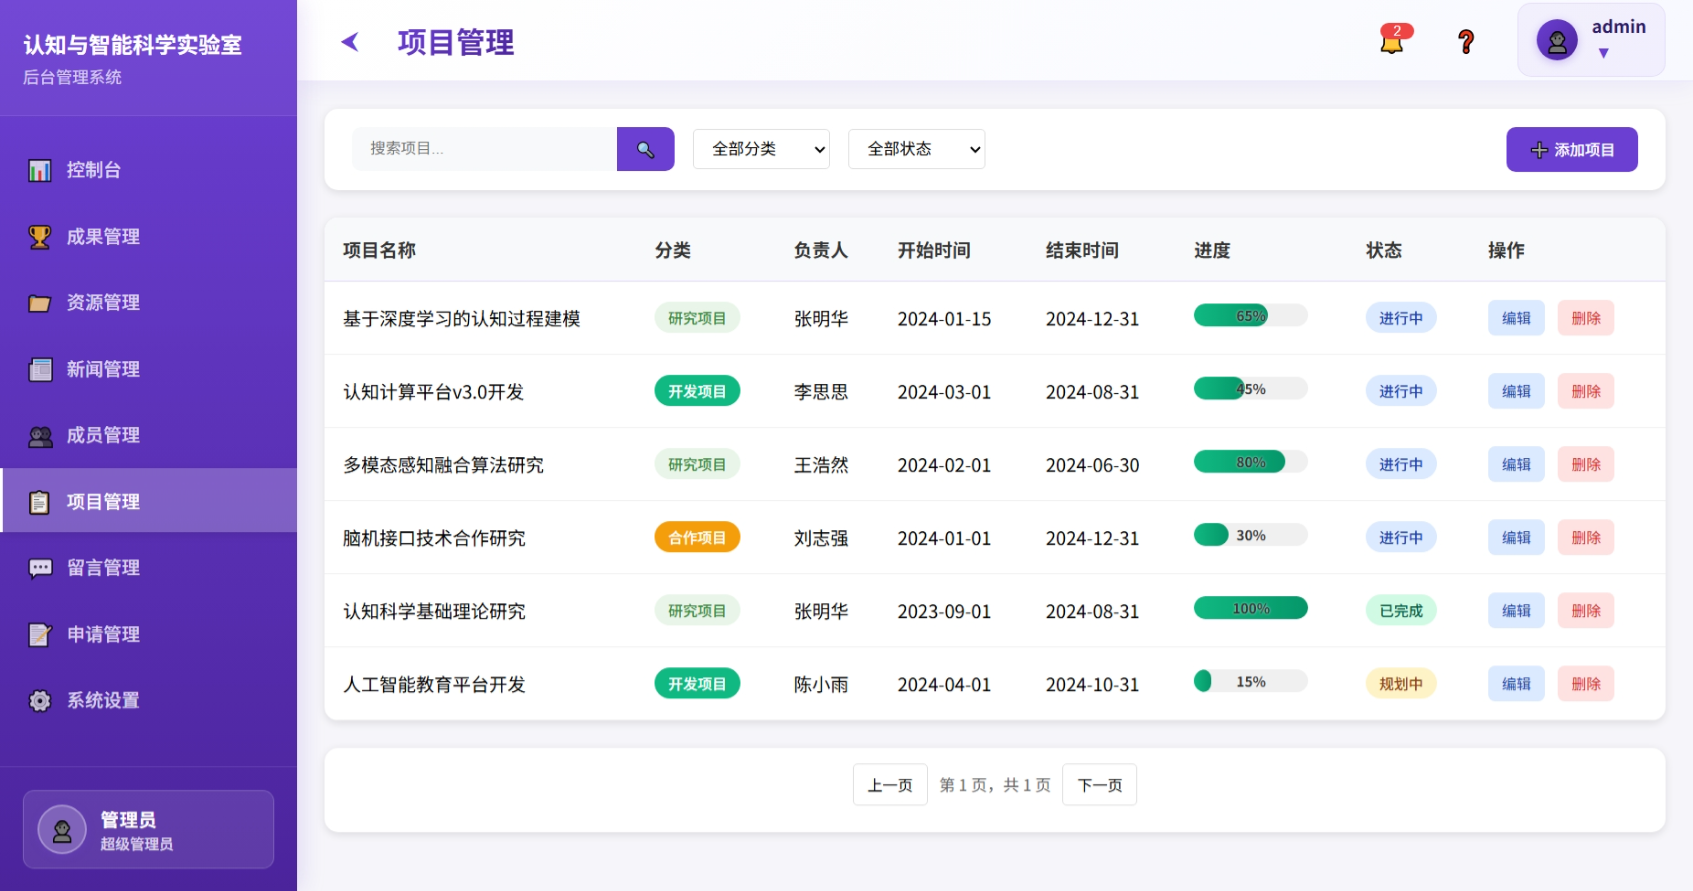 认知与智能科学实验室
后台管理系统
控制台
成果管理
资源管理
新闻管理
成员管理
项目管理
留言管理
申请管理
系统设置
管理员
超级管理员
项目管理
2
admin
搜索项目...
全部分类
全部状态
添加项目
项目名称 分类 负责人 开始时间 结束时间 进度 状态 操作
基于深度学习的认知过程建模 研究项目 张明华 2024-01-15 2024-12-31 65% 进行中 编辑 删除
认知计算平台v3.0开发 开发项目 李思思 2024-03-01 2024-08-31 45% 进行中 编辑 删除
多模态感知融合算法研究 研究项目 王浩然 2024-02-01 2024-06-30 80% 进行中 编辑 删除
脑机接口技术合作研究 合作项目 刘志强 2024-01-01 2024-12-31 30% 进行中 编辑 删除
认知科学基础理论研究 研究项目 张明华 2023-09-01 2024-08-31 100% 已完成 编辑 删除
人工智能教育平台开发 开发项目 陈小雨 2024-04-01 2024-10-31 15% 规划中 编辑 删除
上一页 第 1 页，共 1 页 下一页